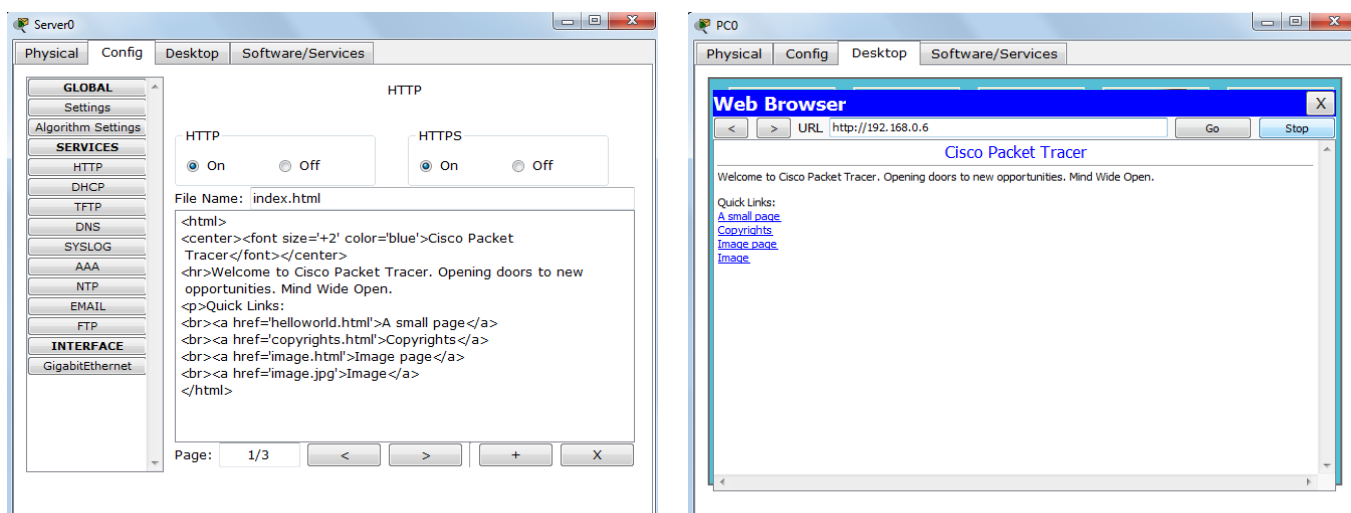 Server0
Physical Config Desktop Software/Services
GLOBAL
Settings
Algorithm Settings
SERVICES
HTTP
DHCP
TFTP
DNS
SYSLOG
AAA
NTP
EMAIL
FTP
INTERFACE
GigabitEthernet
HTTP
HTTP
On Off
HTTPS
On Off
File Name: index.html
<html>
<center><font size='+2' color='blue'>Cisco Packet
Tracer</font></center>
<hr>Welcome to Cisco Packet Tracer. Opening doors to new
opportunities. Mind Wide Open.
<p>Quick Links:
<br><a href='helloworld.html'>A small page</a>
<br><a href='copyrights.html'>Copyrights</a>
<br><a href='image.html'>Image page</a>
<br><a href='image.jpg'>Image</a>
</html>
Page: 1/3 < > + X
PC0
Physical Config Desktop Software/Services
Web Browser X
< > URL http://192.168.0.6 Go Stop
Cisco Packet Tracer
Welcome to Cisco Packet Tracer. Opening doors to new opportunities. Mind Wide Open.
Quick Links:
A small page
Copyrights
Image page
Image